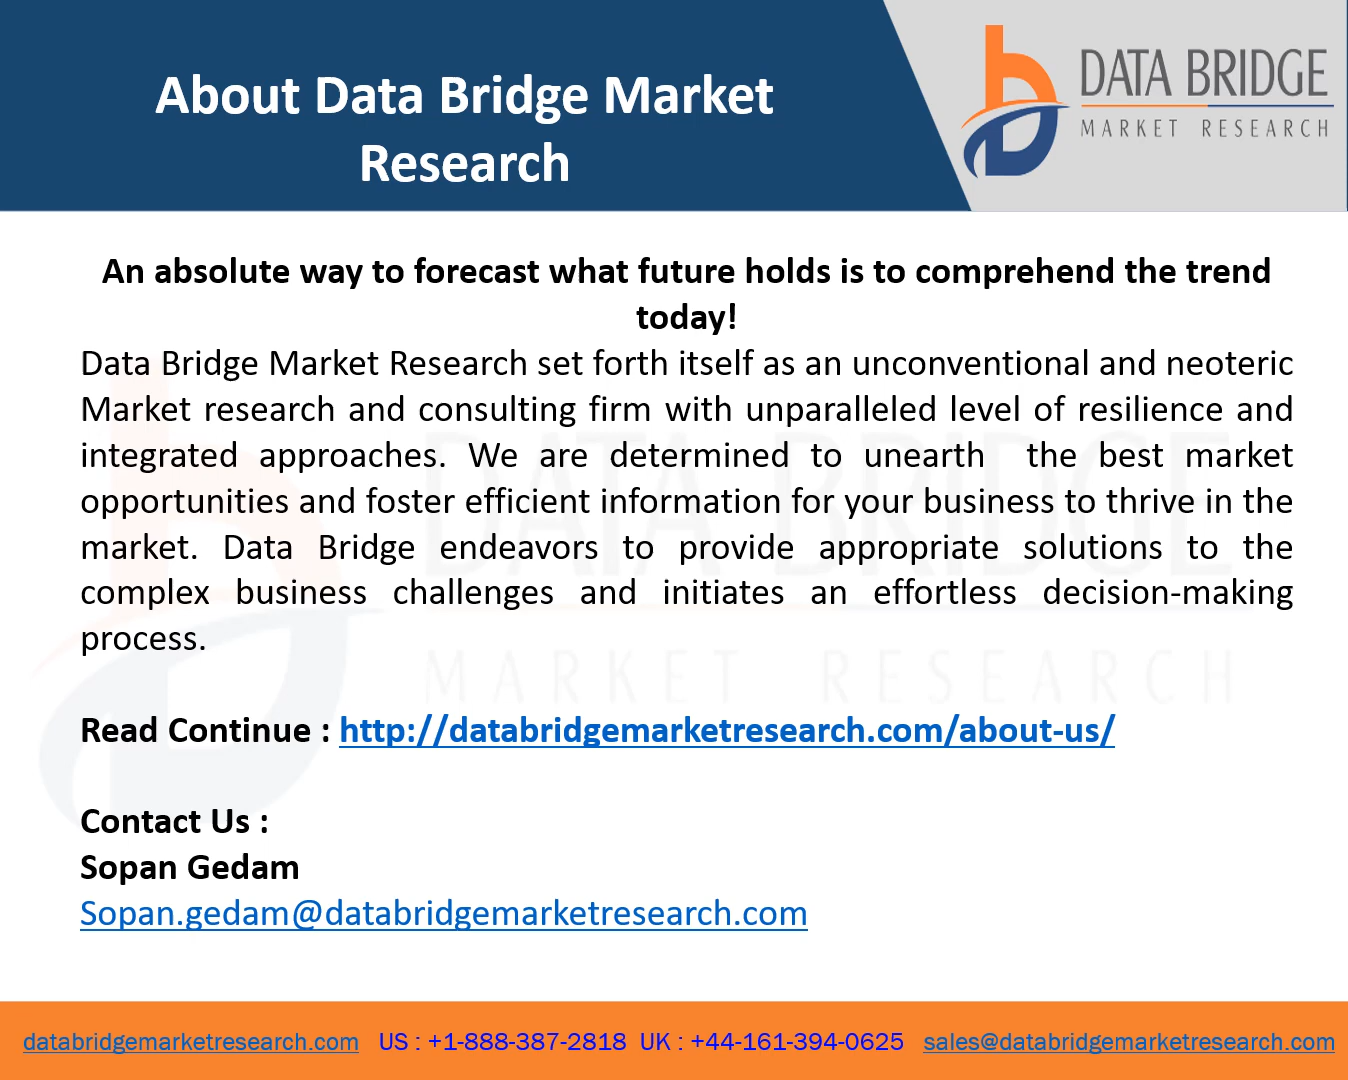 About Data Bridge Market
Research
DATA BRIDGE
MARKET RESEARCH
An absolute way to forecast what future holds is to comprehend the trend
today!
Data Bridge Market Research set forth itself as an unconventional and neoteric
Market research and consulting firm with unparalleled level of resilience and
integrated approaches. We are determined to unearth the best market
opportunities and foster efficient information for your business to thrive in the
market. Data Bridge endeavors to provide appropriate solutions to the
complex business challenges and initiates an effortless decision-making
process.
DATA BRIDGE
MARKET RESEARCH
Read Continue : http://databridgemarketresearch.com/about-us/
Contact Us :
Sopan Gedam
Sopan.gedam@databridgemarketresearch.com
databridgemarketresearch.com US : +1-888-387-2818 UK : +44-161-394-0625 sales@databridgemarketresearch.com